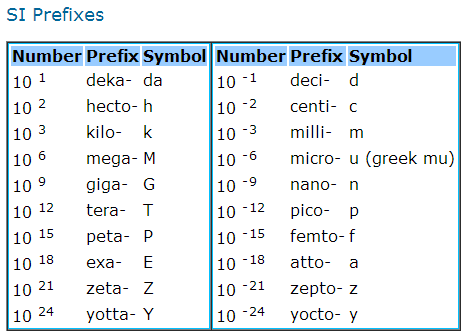 SI Prefixes
Number Prefix Symbol Number Prefix Symbol
10 1 deka- da 10 -1 deci- d
10 2 hecto- h 10 -2 centi- c
10 3 kilo- k 10 -3 milli- m
10 6 mega- M 10 -6 micro- u (greek mu)
10 9 giga- G 10 -9 nano- n
10 12 tera- T 10 -12 pico- p
10 15 peta- P 10 -15 femto- f
10 18 exa- E 10 -18 atto- a
10 21 zeta- Z 10 -21 zepto- z
10 24 yotta- Y 10 -24 yocto- y